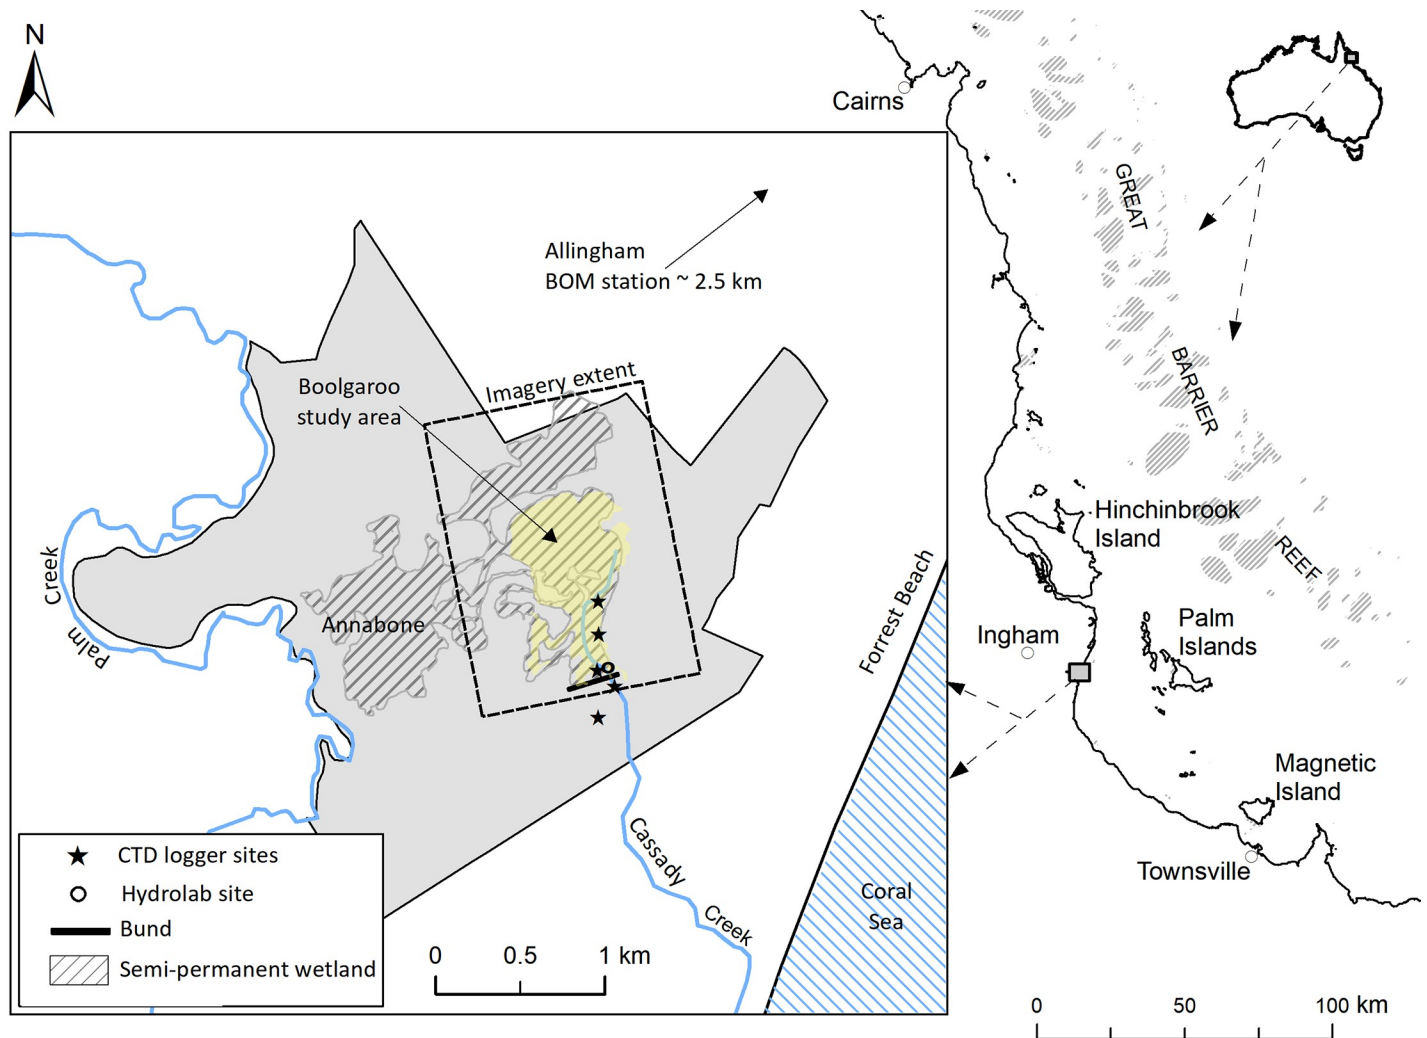 N
Cairns
GREAT
BARRIER
REEF
Allingham
BOM station ~ 2.5 km
Imagery extent
Boolgaroo
study area
Annabone
Creek
Palm
Forrest Beach
Hinchinbrook
Island
Ingham
Palm
Islands
Magnetic
Island
Townsville
Cassady
Creek
Coral
Sea
CTD logger sites
Hydrolab site
Bund
Semi-permanent wetland
0 0.5 1 km
0 50 100 km